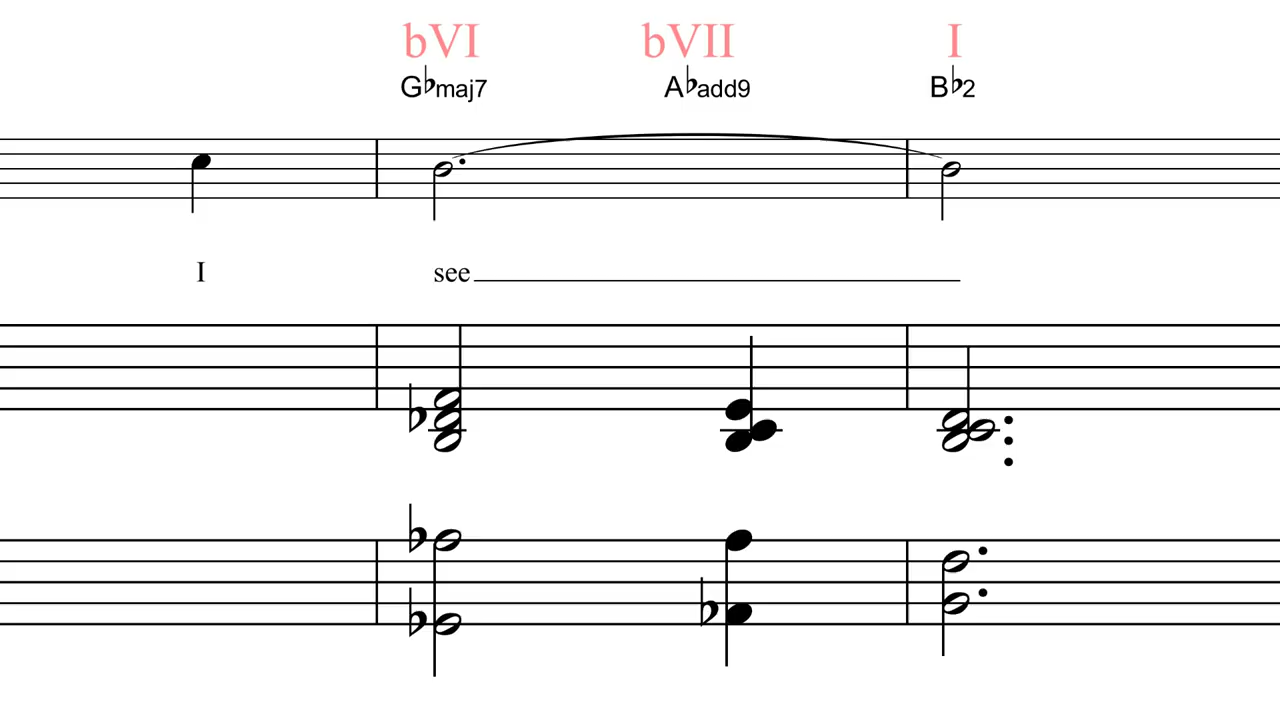 bVI bVII I
G♭maj7 A♭add9 B♭2
I see